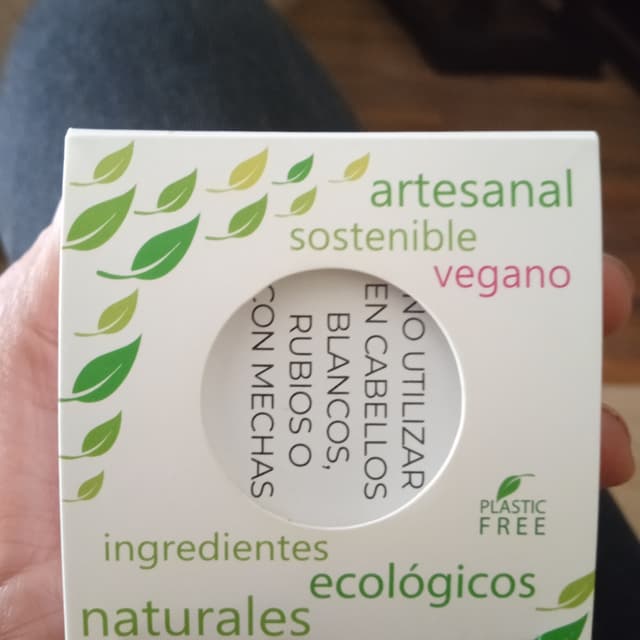 artesanal
sostenible
vegano
NO UTILIZAR
EN CABELLOS
BLANCOS,
RUBIOS O
CON MECHAS
PLASTIC
FREE
ingredientes
ecológicos
naturales